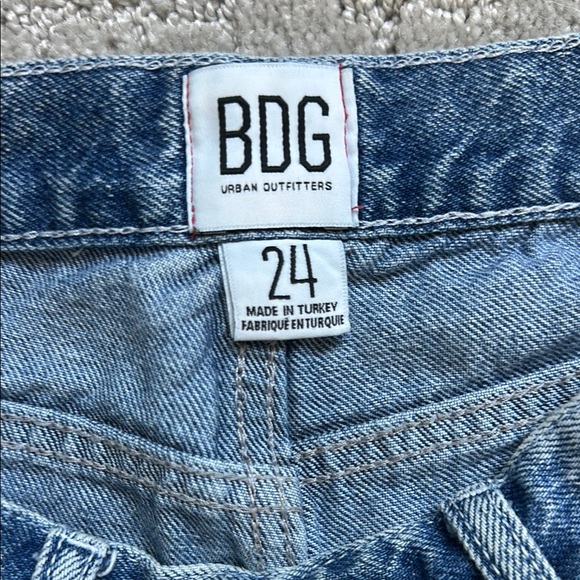 BDG
URBAN OUTFITTERS
24
MADE IN TURKEY
FABRIQUÉ EN TURQUIE